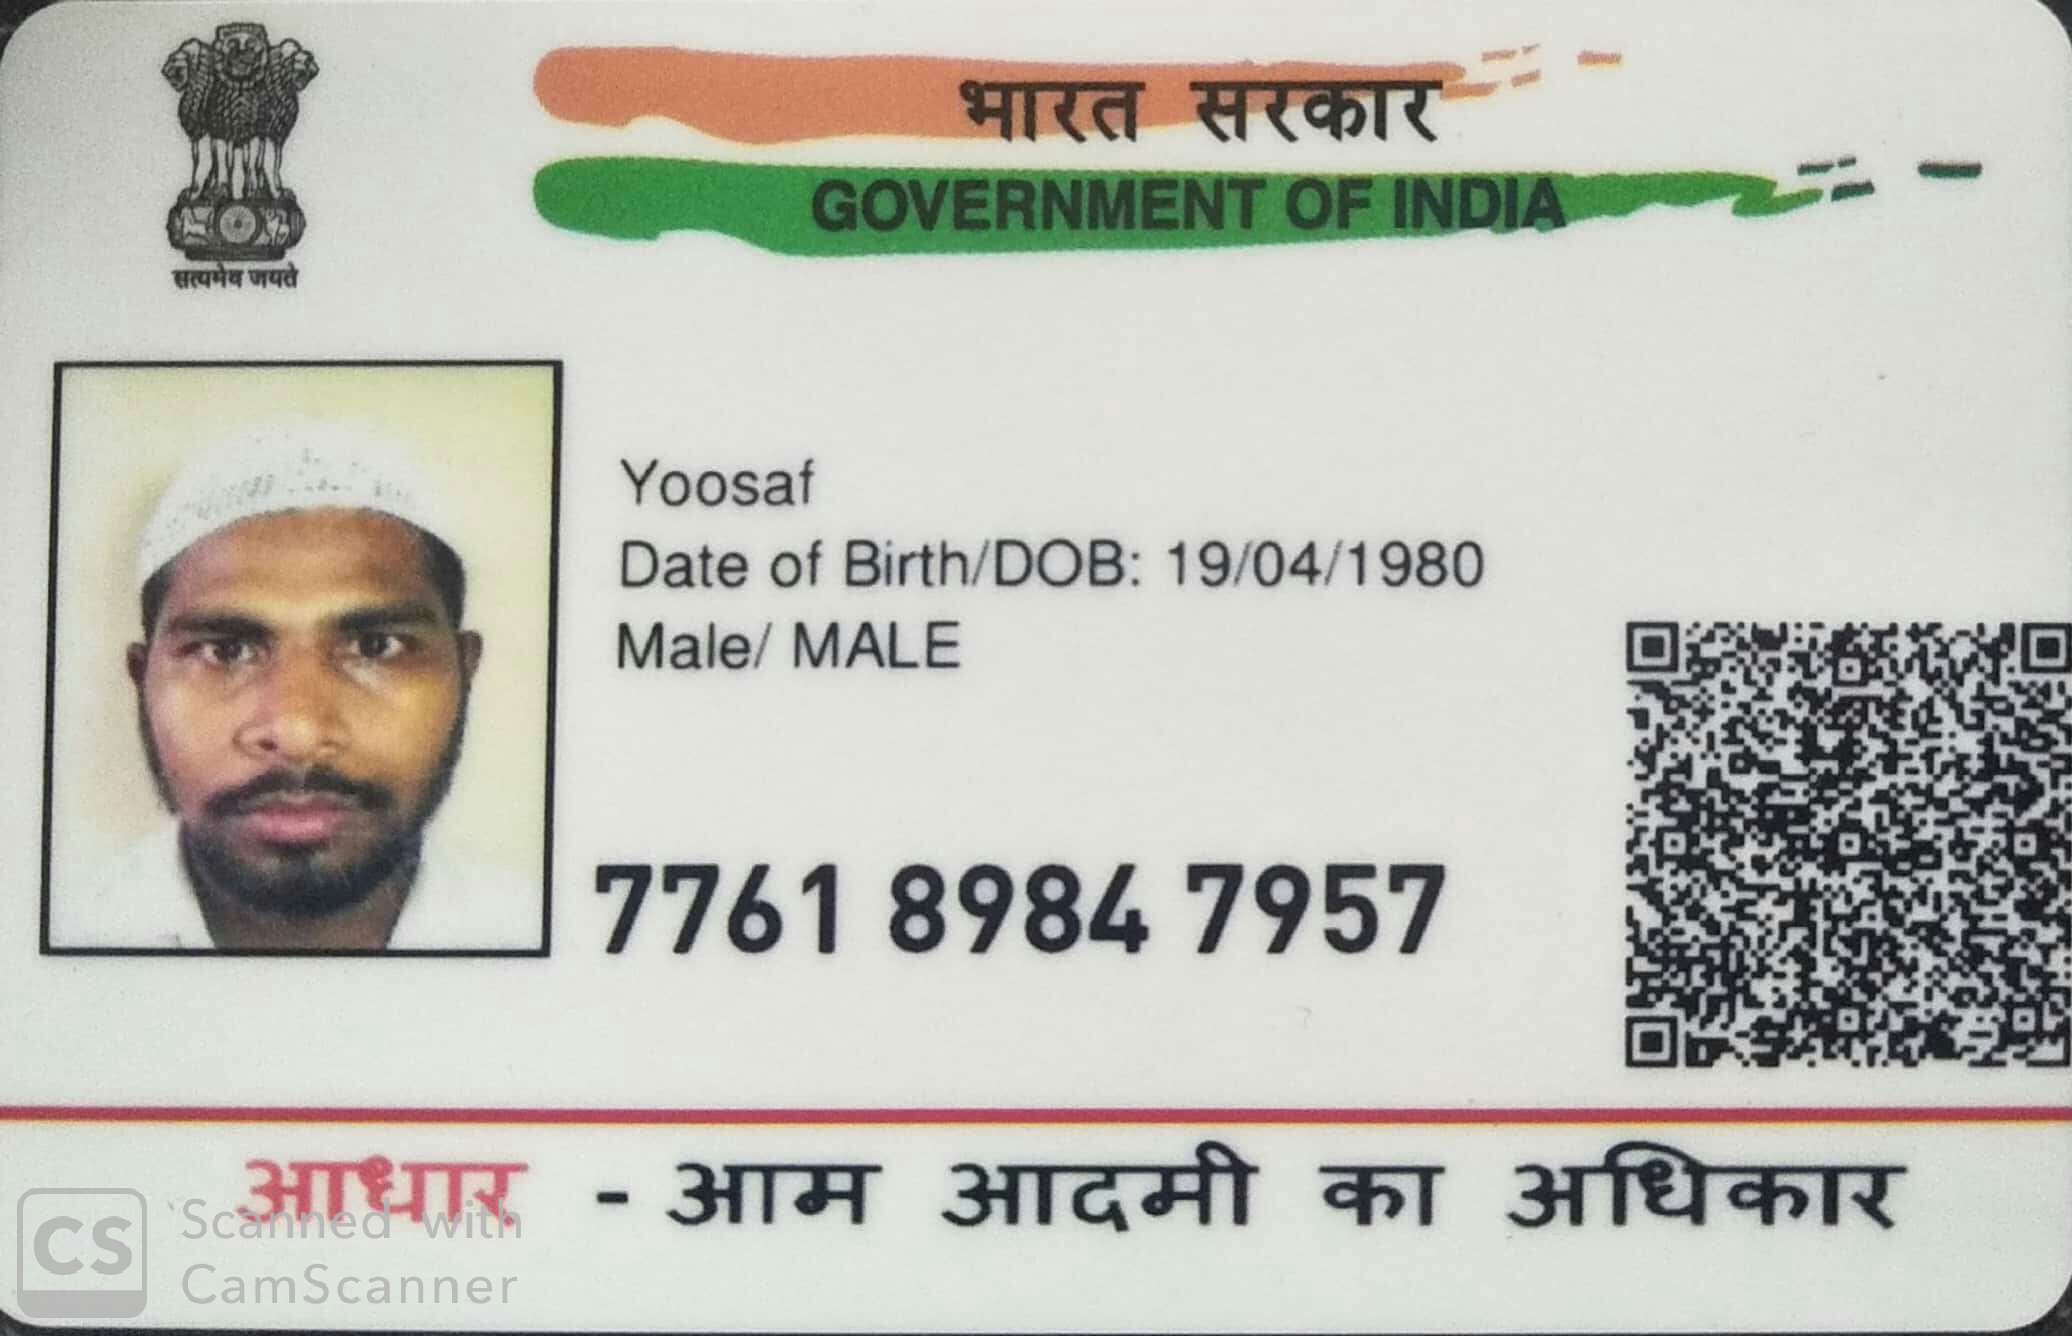 भारत सरकार
GOVERNMENT OF INDIA
सत्यमेव जयते
Yoosaf
Date of Birth/DOB: 19/04/1980
Male/ MALE
7761 8984 7957
आधार - आम आदमी का अधिकार
CS Scanned with
CamScanner